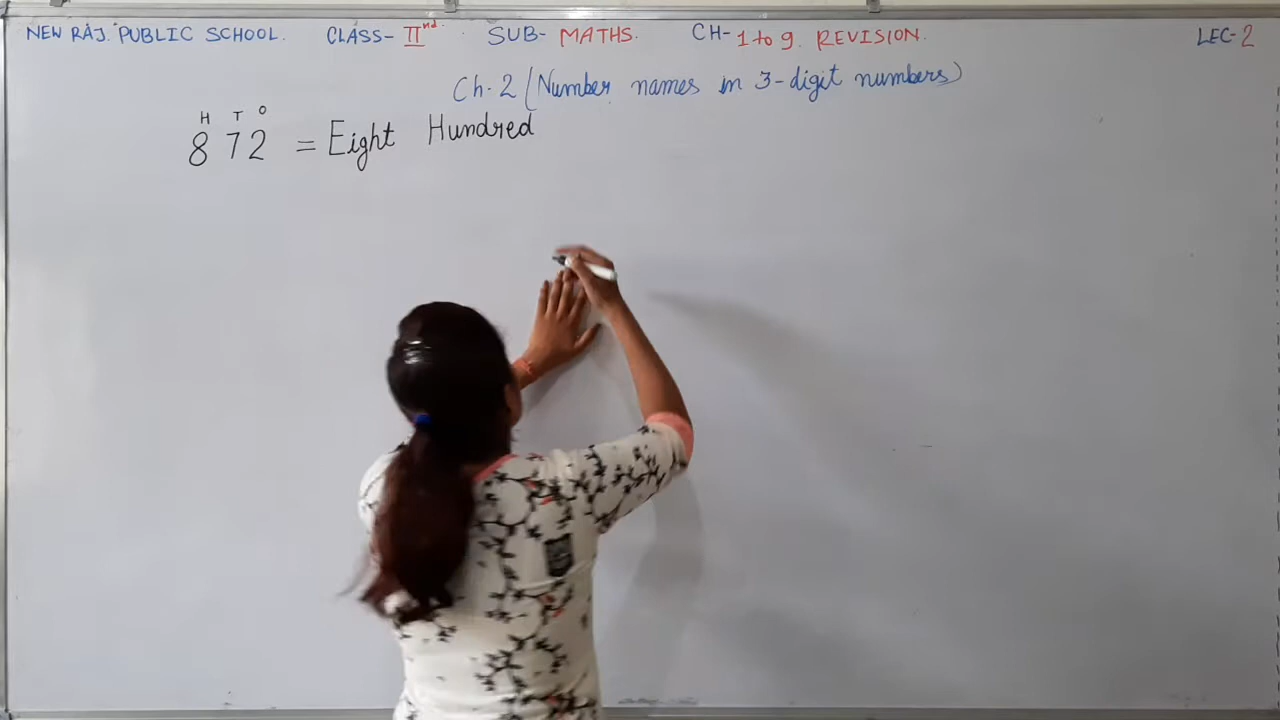 NEW RAJ. PUBLIC SCHOOL. CLASS- IInd. SUB- MATHS. CH- 1 to 9. REVISION. LEC- 2
Ch. 2 (Number names in 3-digit numbers)
H T O
872 = Eight Hundred